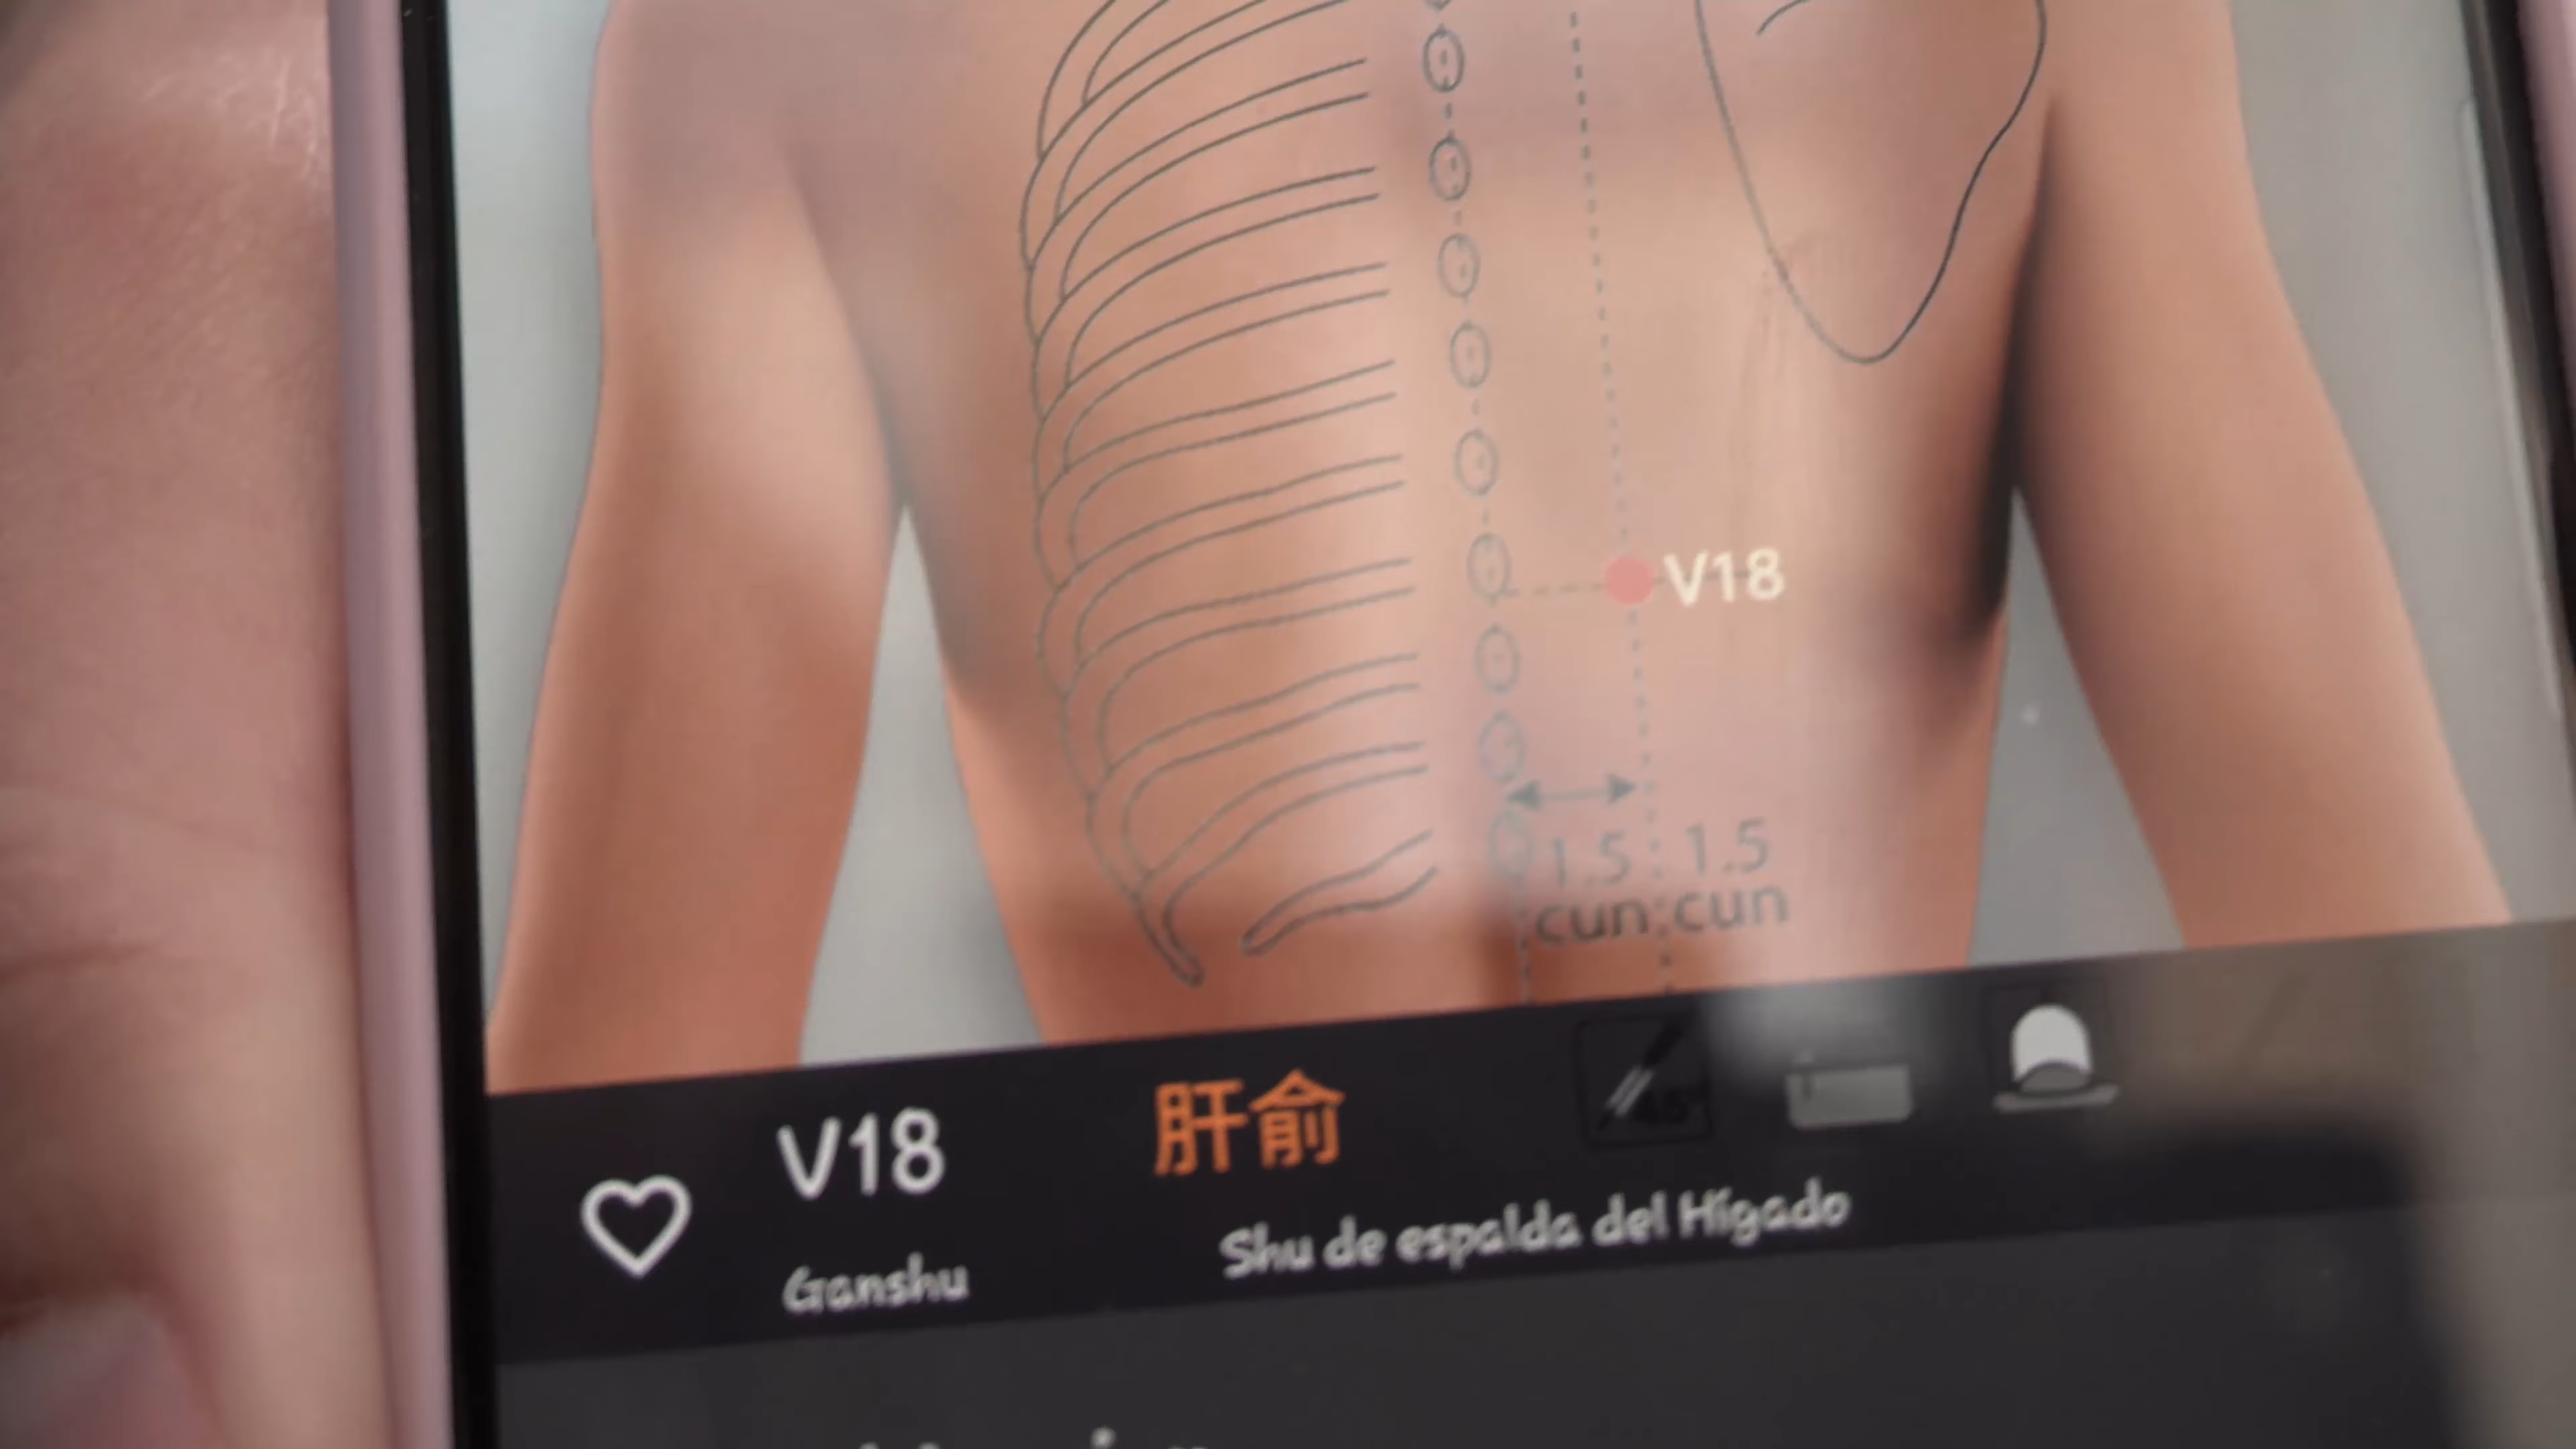 V18
1.5 1.5
cun cun
V18 肝俞
Ganshu Shu de espalda del Hígado